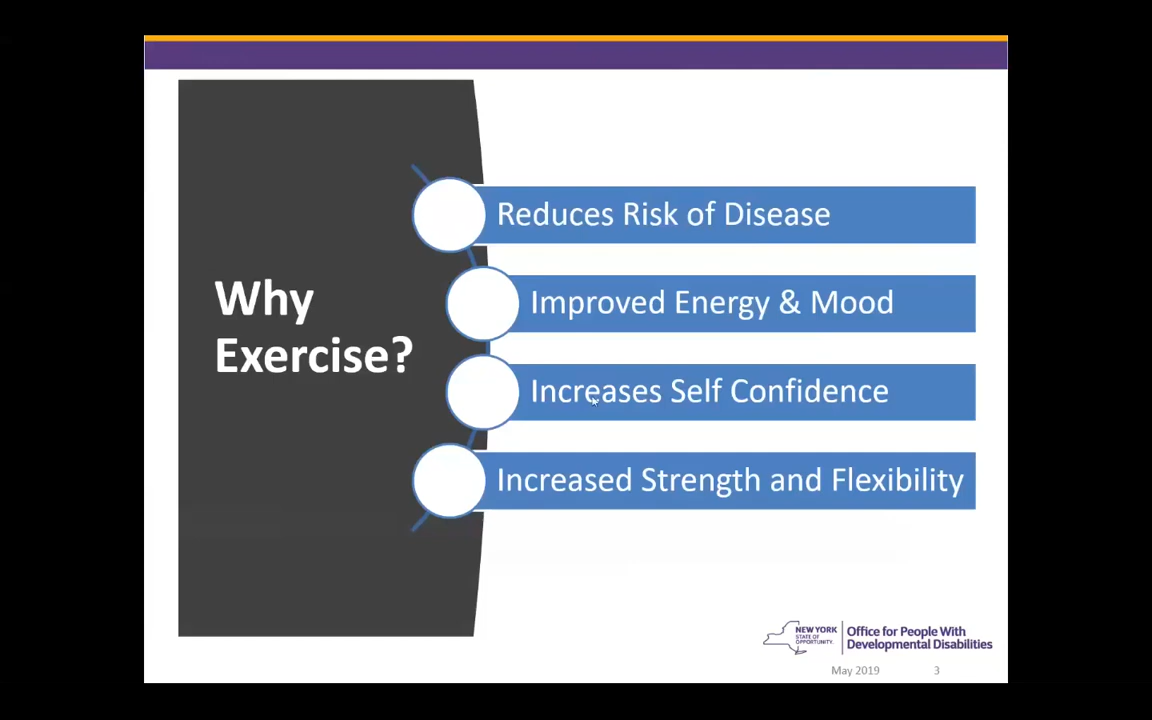 Why
Exercise?
Reduces Risk of Disease
Improved Energy & Mood
Increases Self Confidence
Increased Strength and Flexibility
NEW YORK
STATE OF
OPPORTUNITY.
Office for People With
Developmental Disabilities
May 2019 3